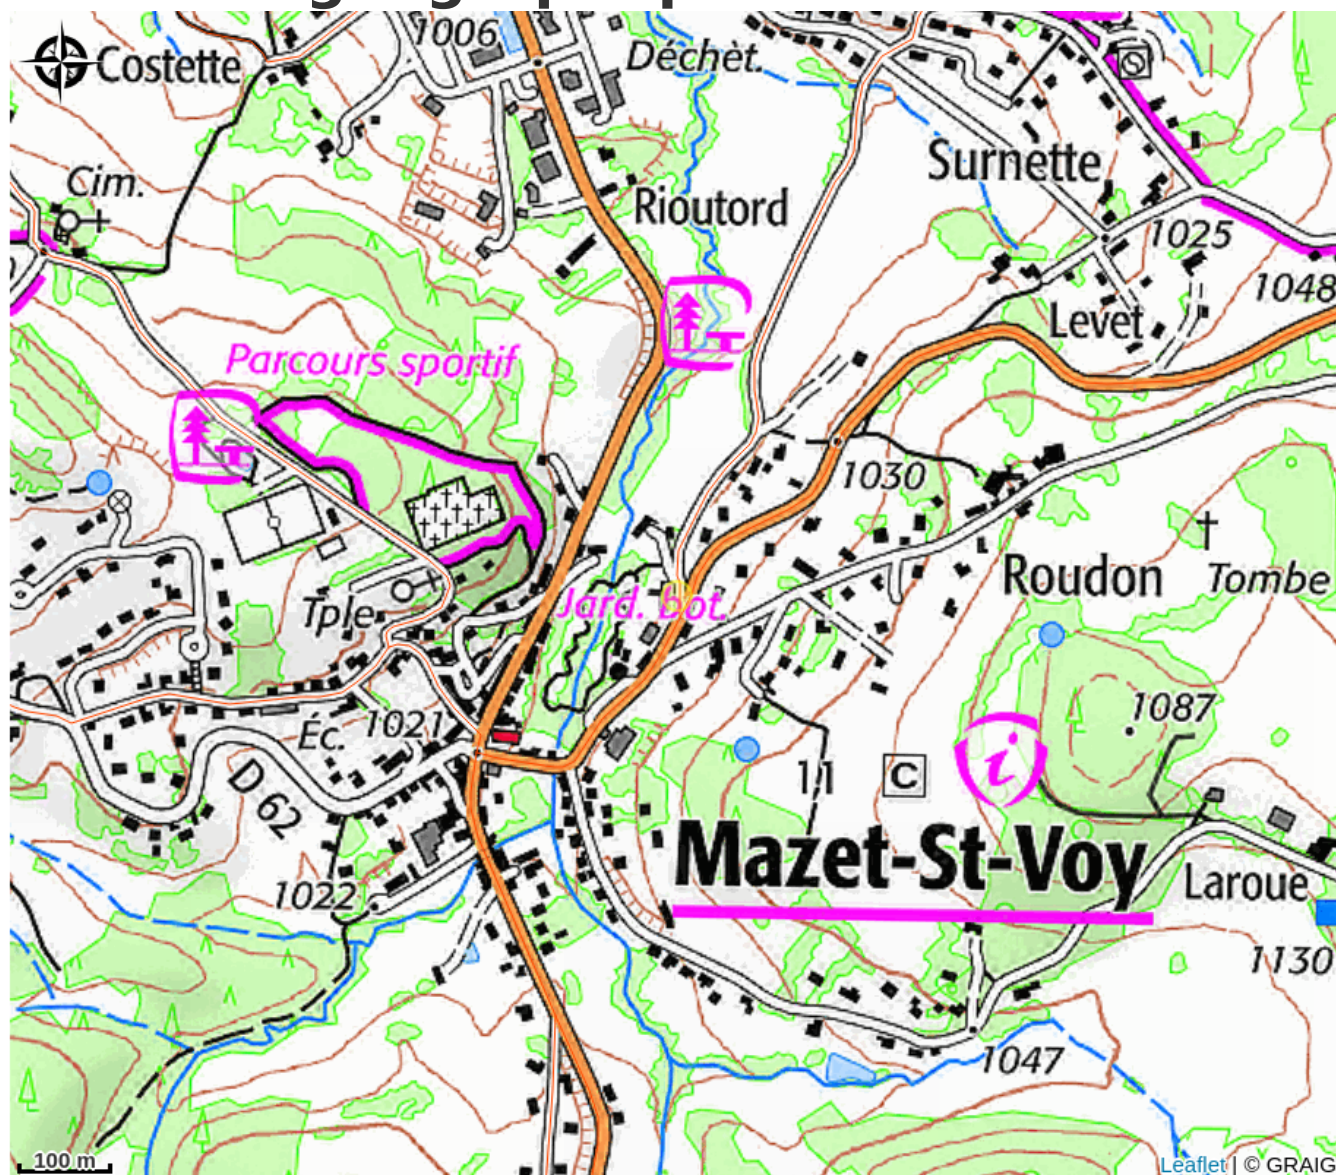 1006
Déchèt.
Costette
Surnette
Cim.
Rioutord
1025
1048
Levet
Parcours sportif
1030
Roudon
Tombe
Tple
Jard. bot.
1087
1021
Éc.
D 62
11
C
i
Mazet-St-Voy
1022
Laroue
1130
1047
100 m
Leaflet | © GRAIG